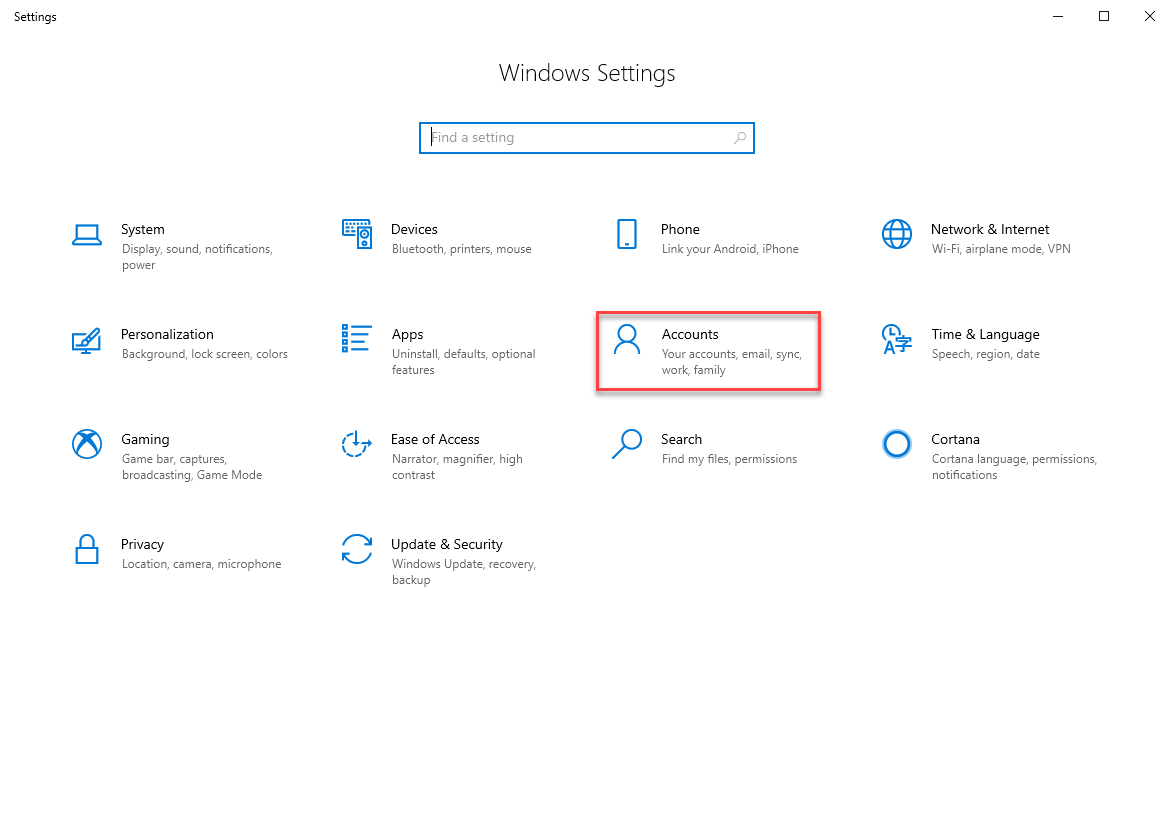 Settings
Windows Settings
Find a setting
System
Display, sound, notifications,
power
Devices
Bluetooth, printers, mouse
Phone
Link your Android, iPhone
Network & Internet
Wi-Fi, airplane mode, VPN
Personalization
Background, lock screen, colors
Apps
Uninstall, defaults, optional
features
Accounts
Your accounts, email, sync,
work, family
Time & Language
Speech, region, date
Gaming
Game bar, captures,
broadcasting, Game Mode
Ease of Access
Narrator, magnifier, high
contrast
Search
Find my files, permissions
Cortana
Cortana language, permissions,
notifications
Privacy
Location, camera, microphone
Update & Security
Windows Update, recovery,
backup